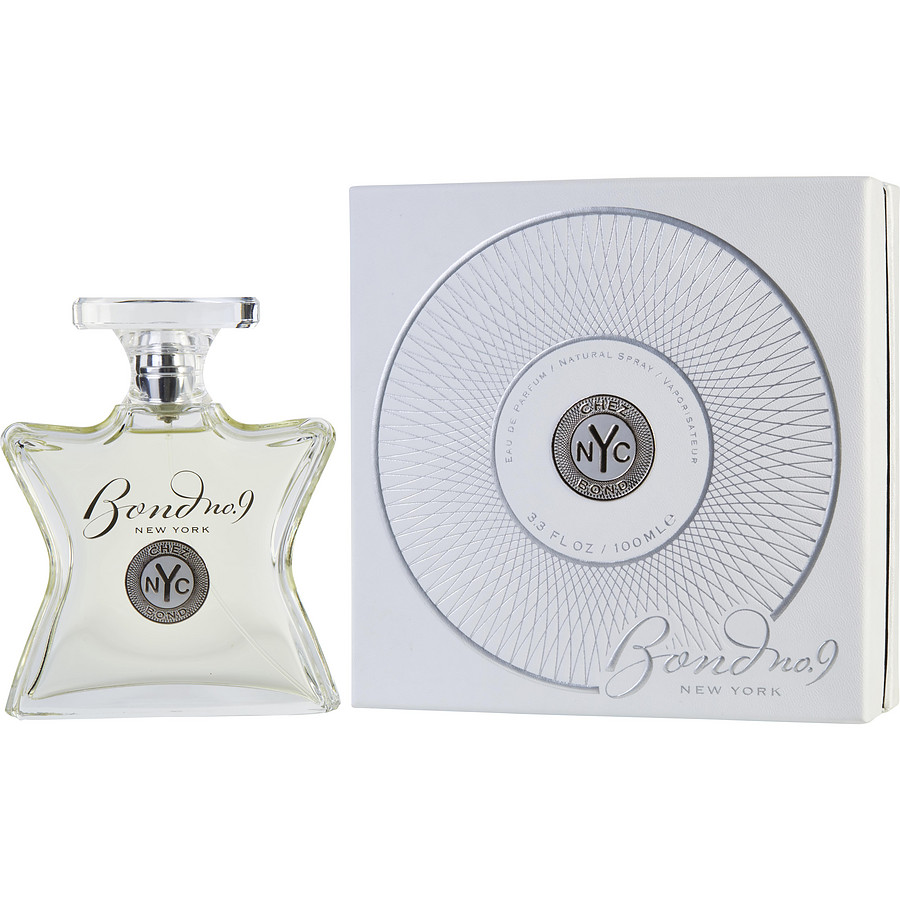 Bond no.9
NEW YORK
CHEZ
NYC
BOND
EAU DE PARFUM / NATURAL SPRAY / VAPORISATEUR
CHEZ
NYC
BOND
3.3 FL OZ / 100ML℮
Bond no.9
NEW YORK